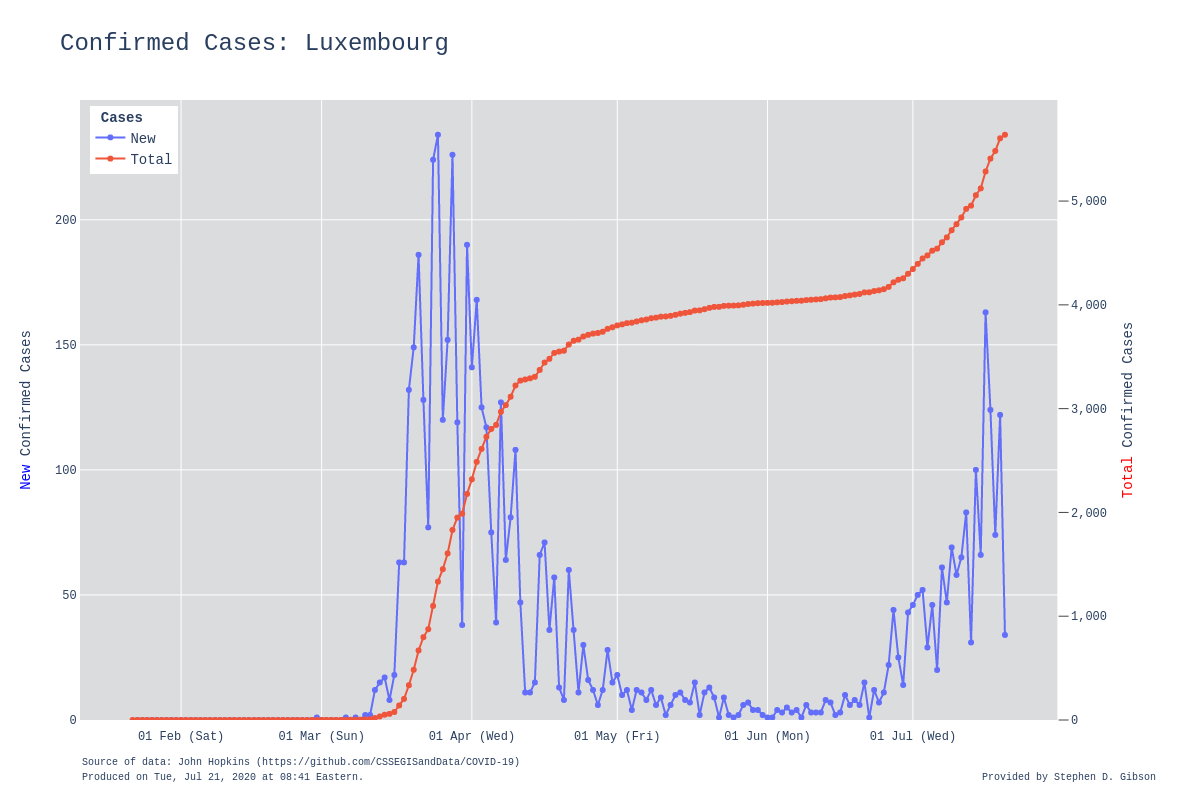 Confirmed Cases: Luxembourg
Cases
New
Total
200
150
100
50
0
5,000
4,000
3,000
2,000
1,000
0
New Confirmed Cases
Total Confirmed Cases
01 Feb (Sat)
01 Mar (Sun)
01 Apr (Wed)
01 May (Fri)
01 Jun (Mon)
01 Jul (Wed)
Source of data: John Hopkins (https://github.com/CSSEGISandData/COVID-19)
Produced on Tue, Jul 21, 2020 at 08:41 Eastern.
Provided by Stephen D. Gibson